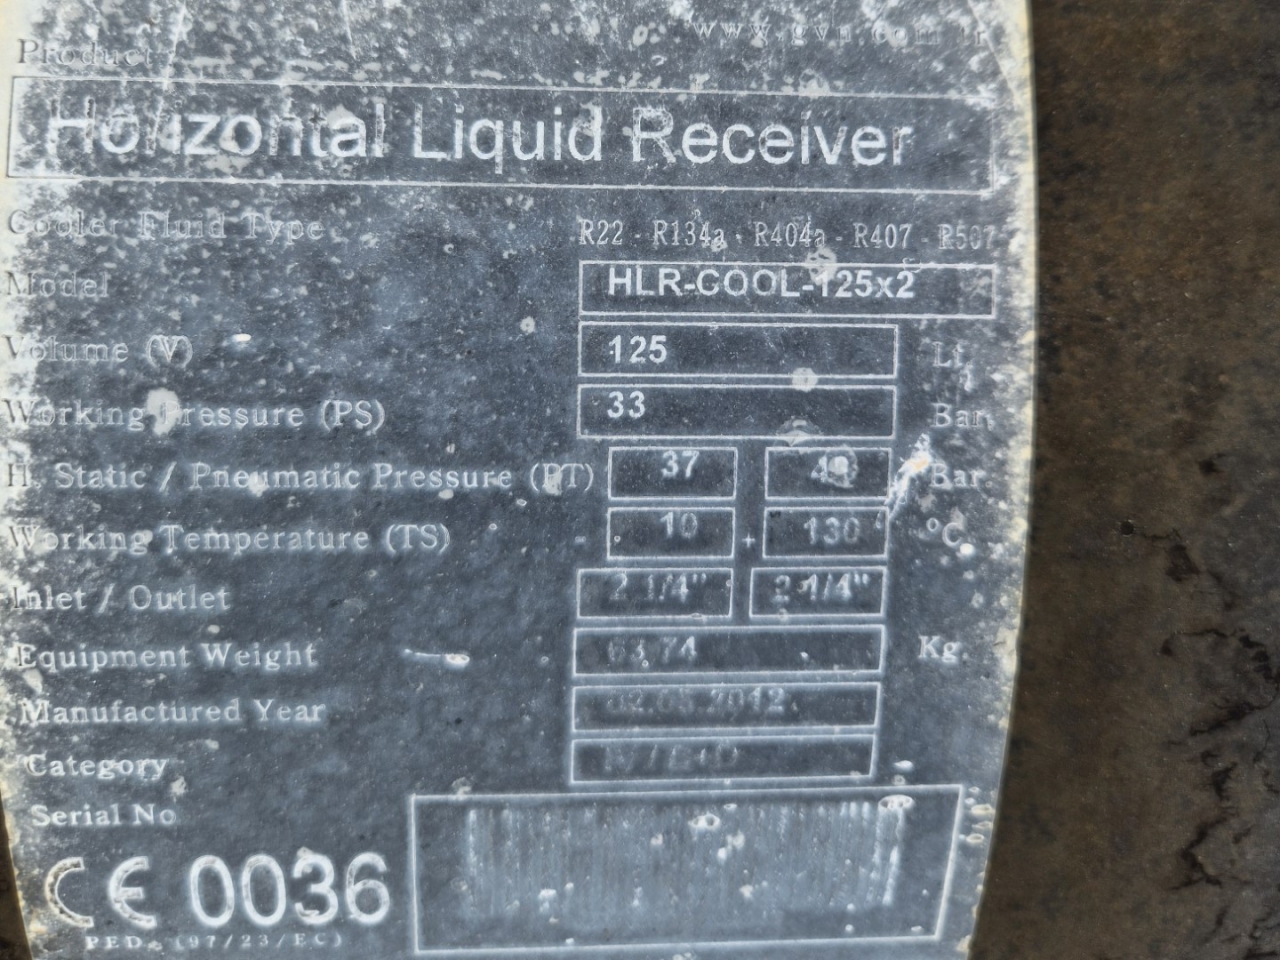 www.gvn.com.tr
Product
Horizontal Liquid Receiver
Cooler Fluid Type R22 - R134a - R404a - R407 - R507
Model HLR-COOL-125x2
Volume (V) 125 Lt.
Working Pressure (PS) 33 Bar.
H. Static / Pneumatic Pressure (PT) 37 Bar.
Working Temperature (TS) - 10 + 130 °C
Inlet / Outlet 2 1/4" 2 1/4"
Equipment Weight 63.74 Kg.
Manufactured Year
Category
Serial No
CE 0036
PED (97/23/EC)